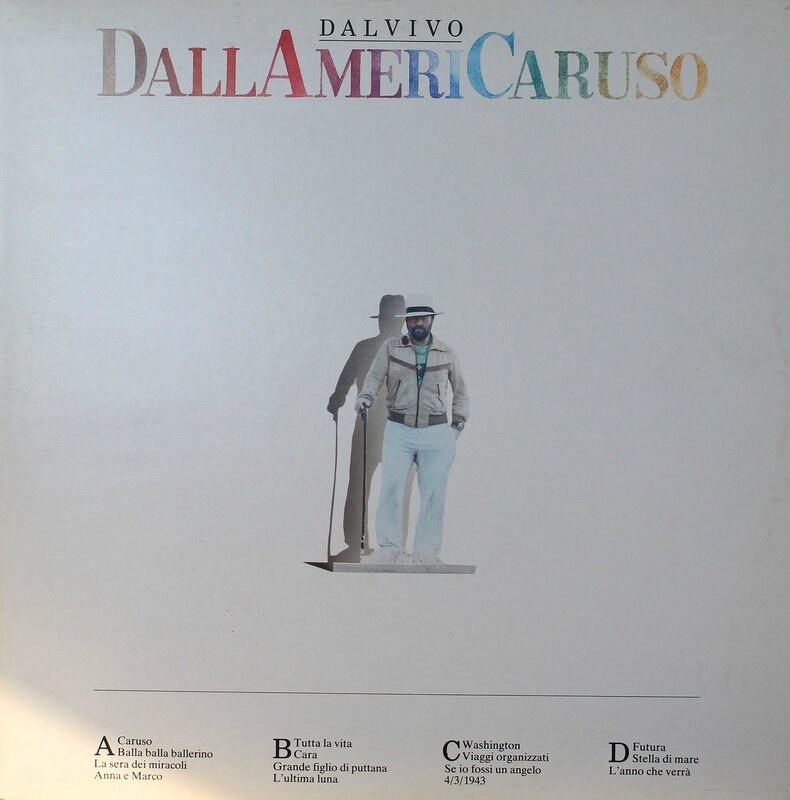 DALVIVO
DALLAMERICARUSO
A Caruso
Balla balla ballerino
La sera dei miracoli
Anna e Marco
B Tutta la vita
Cara
Grande figlio di puttana
L'ultima luna
C Washington
Viaggi organizzati
Se io fossi un angelo
4/3/1943
D Futura
Stella di mare
L'anno che verrà